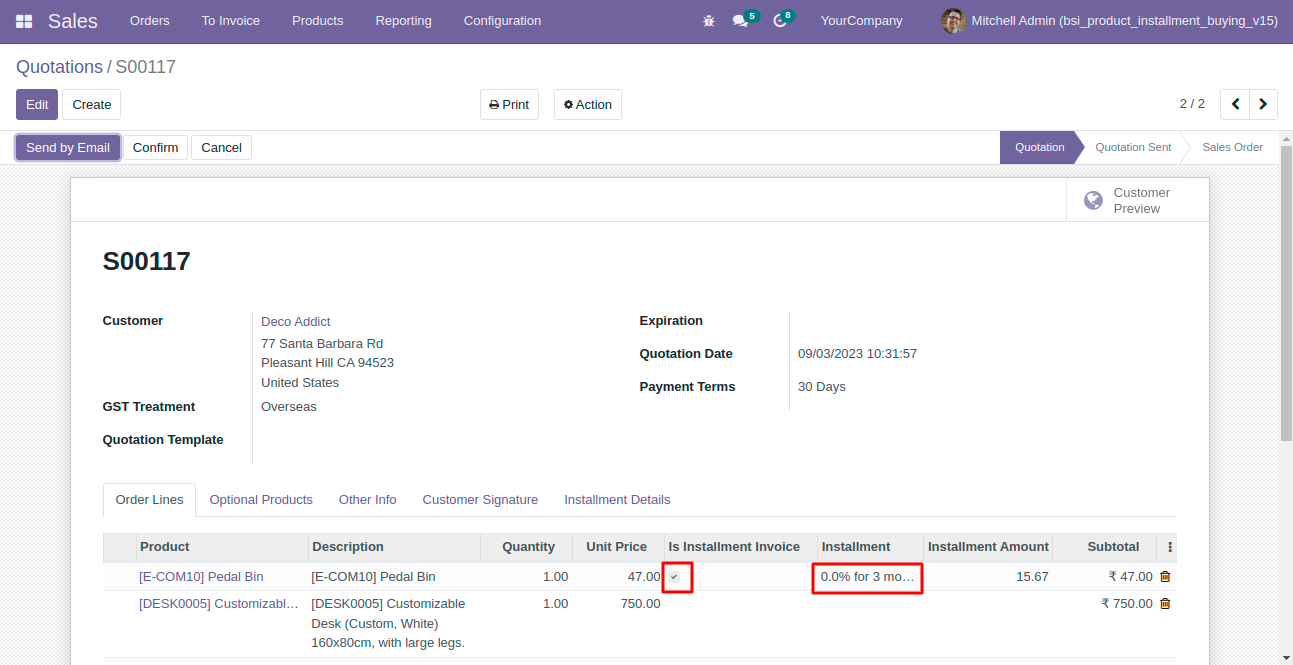 Sales Orders To Invoice Products Reporting Configuration 5 8 YourCompany Mitchell Admin (bsi_product_installment_buying_v15)
Quotations / S00117
Edit Create Print Action 2 / 2
Send by Email Confirm Cancel Quotation Quotation Sent Sales Order
Customer
Preview
S00117
Customer Deco Addict Expiration
77 Santa Barbara Rd
Quotation Date 09/03/2023 10:31:57
Pleasant Hill CA 94523
United States Payment Terms 30 Days
GST Treatment Overseas
Quotation Template
Order Lines Optional Products Other Info Customer Signature Installment Details
Product Description Quantity Unit Price Is Installment Invoice Installment Installment Amount Subtotal
[E-COM10] Pedal Bin [E-COM10] Pedal Bin 1.00 47.00 0.0% for 3 mo… 15.67 ₹ 47.00
[DESK0005] Customizabl… [DESK0005] Customizable 1.00 750.00 ₹ 750.00
Desk (Custom, White)
160x80cm, with large legs.